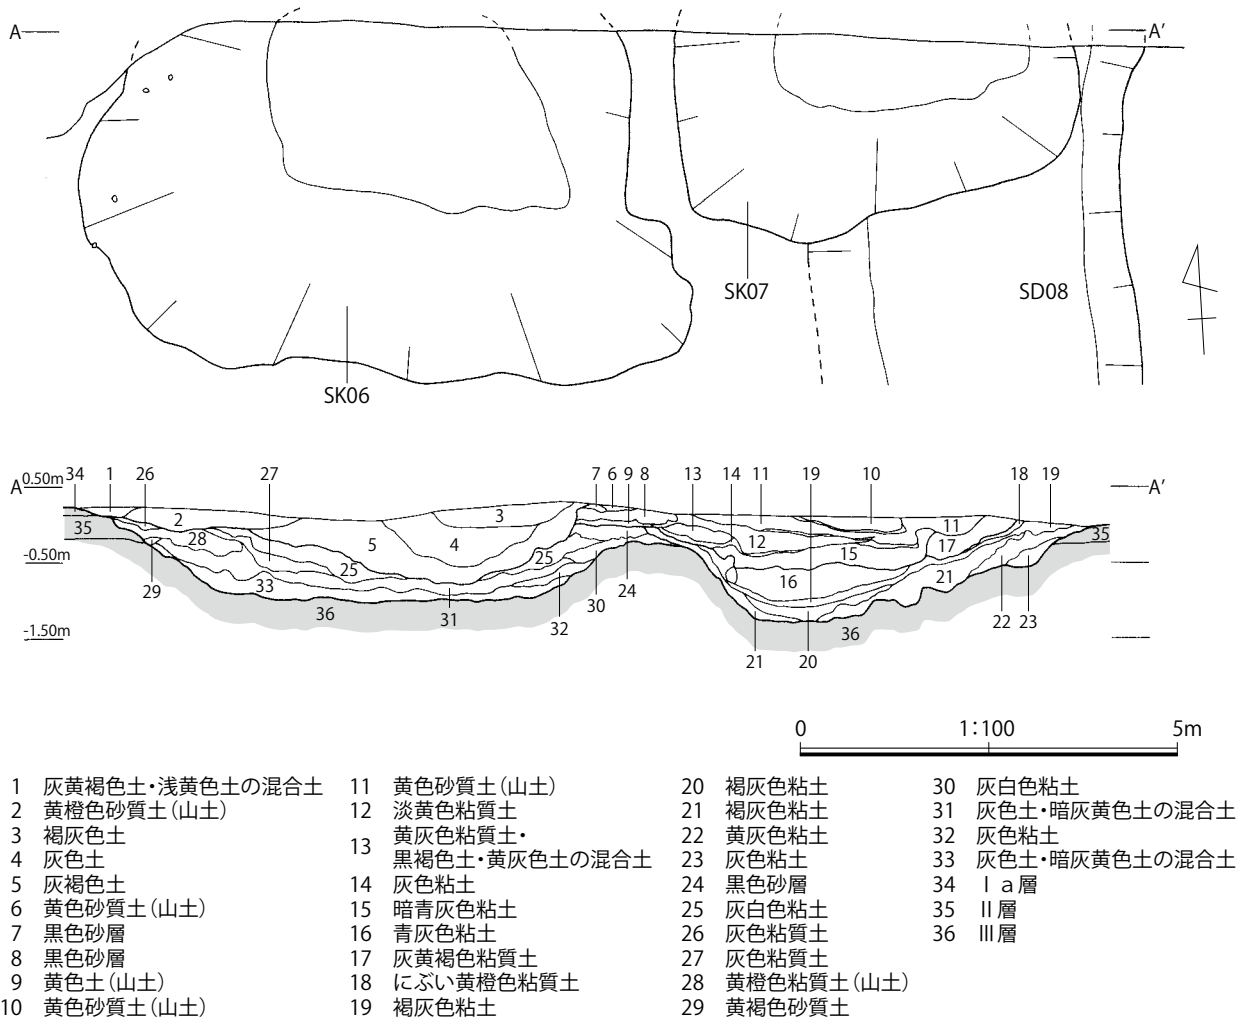 A A′
SK07 SD08
SK06
A 0.50m 34 1 26 27 7 6 9 8 13 14 11 19 10 18 19 A′
35 2 28 5 4 3 25 25 12 15 11 17 35
-0.50m 29 33 36 31 32 30 24 16 21 22 23
-1.50m 36
21 20
0 1:100 5m
1 灰黄褐色土・浅黄色土の混合土
2 黄橙色砂質土（山土）
3 褐灰色土
4 灰色土
5 灰褐色土
6 黄色砂質土（山土）
7 黒色砂層
8 黒色砂層
9 黄色土（山土）
10 黄色砂質土（山土）
11 黄色砂質土（山土）
12 淡黄色粘質土
13 黄灰色粘質土・
黒褐色土・黄灰色土の混合土
14 灰色粘土
15 暗青灰色粘土
16 青灰色粘土
17 灰黄褐色粘質土
18 にぶい黄橙色粘質土
19 褐灰色粘土
20 褐灰色粘土
21 褐灰色粘土
22 黄灰色粘土
23 灰色粘土
24 黒色砂層
25 灰白色粘土
26 灰色粘質土
27 灰色粘質土
28 黄橙色粘質土（山土）
29 黄褐色砂質土
30 灰白色粘土
31 灰色土・暗灰黄色土の混合土
32 灰色粘土
33 灰色土・暗灰黄色土の混合土
34 Ⅰa層
35 Ⅱ層
36 Ⅲ層